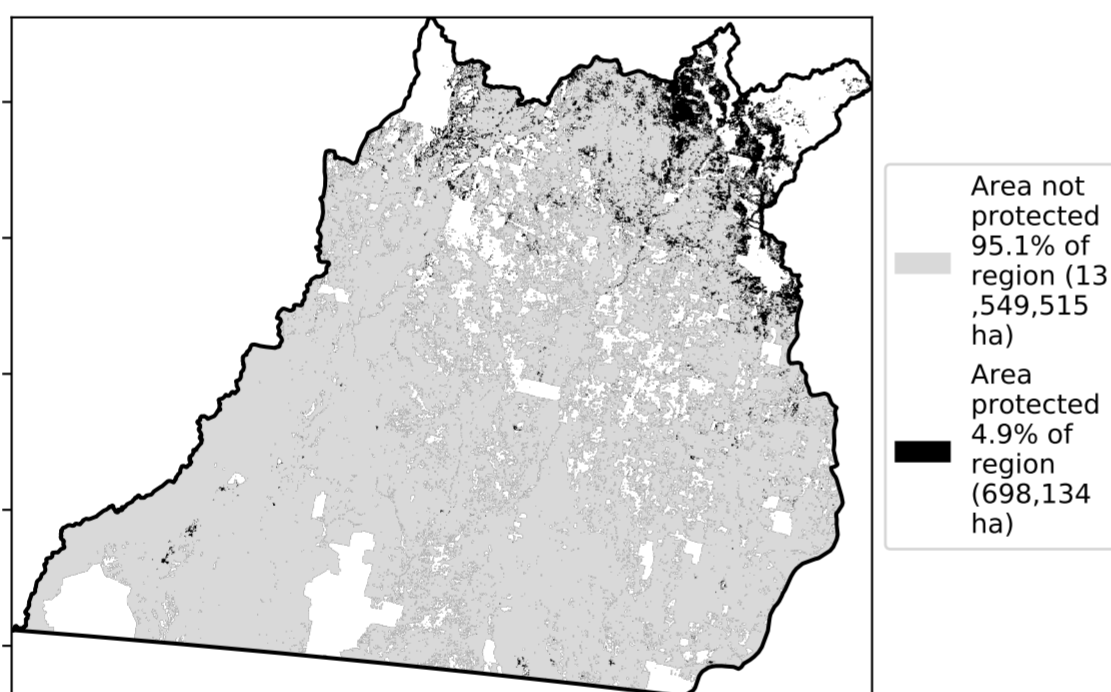 Area not
protected
95.1% of
region (13
,549,515
ha)
Area
protected
4.9% of
region
(698,134
ha)